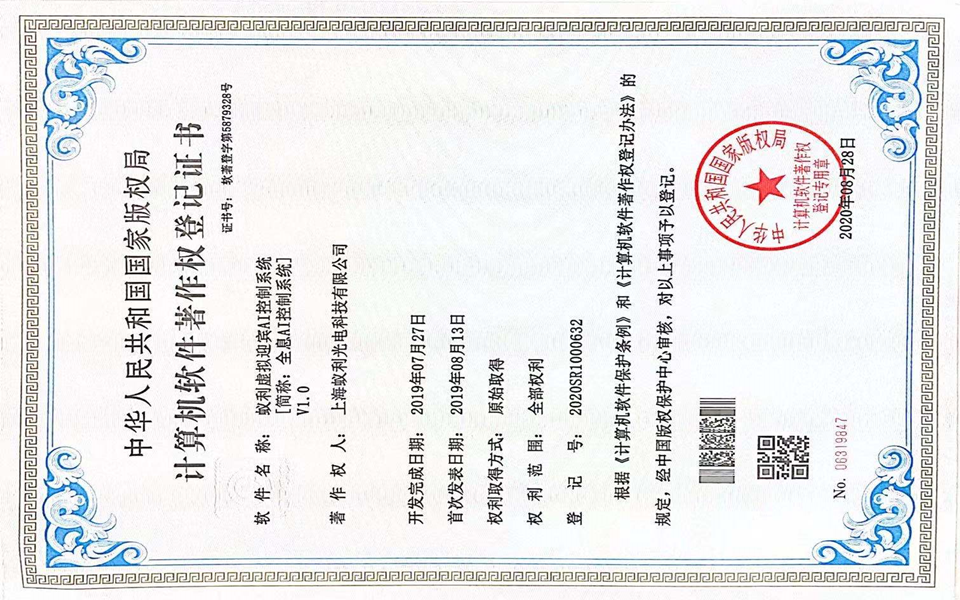 中华人民共和国国家版权局
计算机软件著作权登记证书
证书号: 软著登字第5879328号
软件名称: 蚁利虚拟迎宾AI控制系统
[简称: 全息AI控制系统]
V1.0
著作权人: 上海蚁利光电科技有限公司
开发完成日期: 2019年07月27日
首次发表日期: 2019年08月13日
权利取得方式: 原始取得
权利范围: 全部权利
登记号: 2020SR1000632
根据《计算机软件保护条例》和《计算机软件著作权登记办法》的
规定,经中国版权保护中心审核,对以上事项予以登记。
中华人民共和国国家版权局
计算机软件著作权
登记专用章
No. 06319847
2020年08月28日